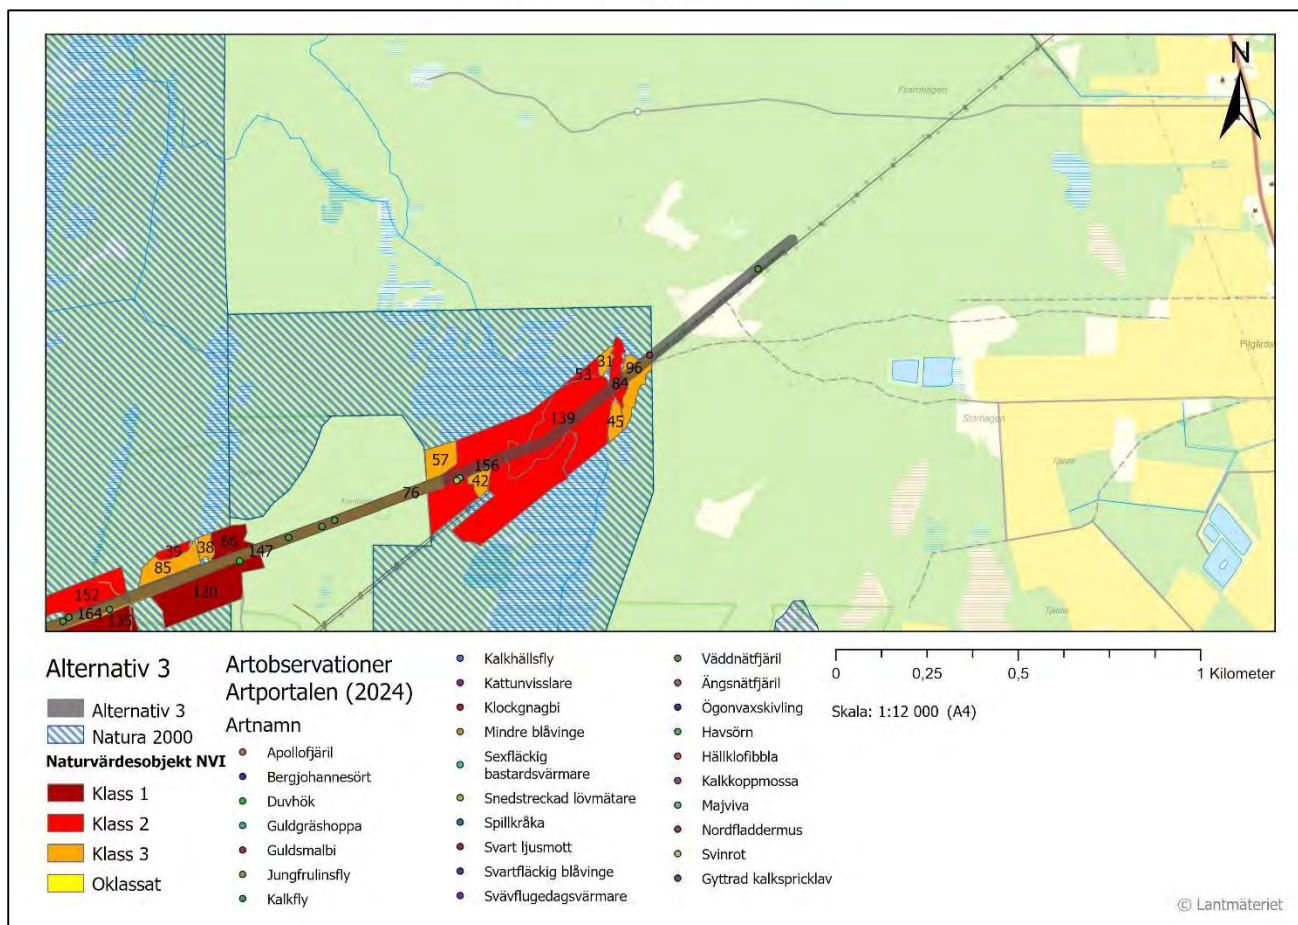 N
Kvarnhagen
Pilgårds
31
53
96
84
139
45
Storhagen
57
156
42
76
Tjärdal
39
38
66
147
85
120
152
164
135
Alternativ 3
Alternativ 3
Natura 2000
Naturvärdesobjekt NVI
Klass 1
Klass 2
Klass 3
Oklassat
Artobservationer
Artportalen (2024)
Artnamn
Apollofjäril
Bergjohannesört
Duvhök
Guldgräshoppa
Guldsmalbi
Jungfrulinsfly
Kalkfly
Kalkhällsfly
Kattunvisslare
Klockgnagbi
Mindre blåvinge
Sexfläckig
bastardsvärmare
Snedstreckad lövmätare
Spillkråka
Svart ljusmott
Svartfläckig blåvinge
Svävflugedagsvärmare
Väddnätfjäril
Ängsnätfjäril
Ögonvaxskivling
Havsörn
Hällklofibbla
Kalkkoppmossa
Majviva
Nordfladdermus
Svinrot
Gyttrad kalkspricklav
0 0,25 0,5 1 Kilometer
Skala: 1:12 000 (A4)
© Lantmäteriet